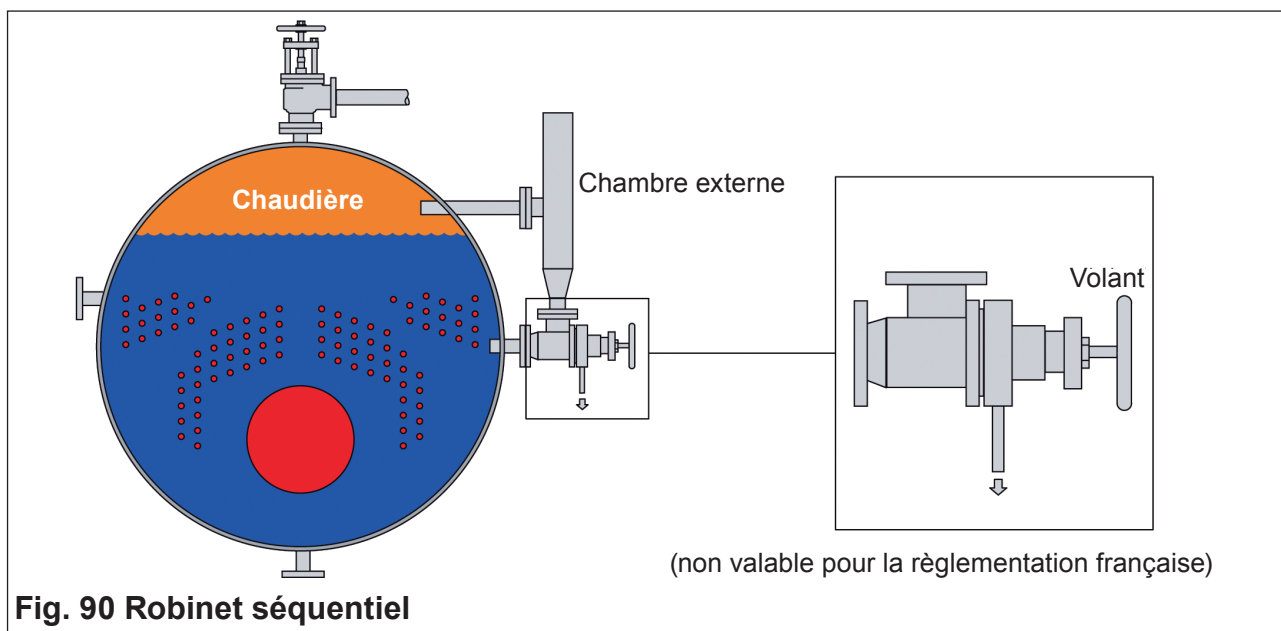 Chaudière
Chambre externe
Volant
(non valable pour la règlementation française)
Fig. 90 Robinet séquentiel